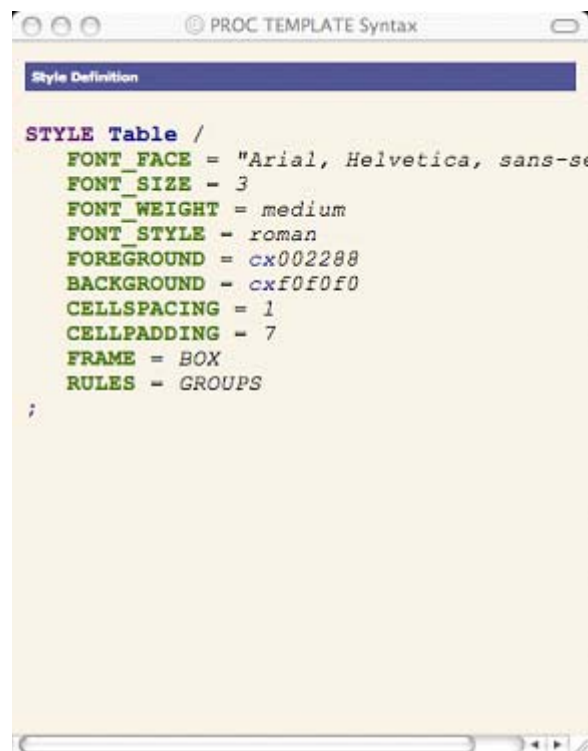 PROC TEMPLATE Syntax
Style Definition
STYLE Table /
FONT_FACE = "Arial, Helvetica, sans-se
FONT_SIZE = 3
FONT_WEIGHT = medium
FONT_STYLE = roman
FOREGROUND = cx002288
BACKGROUND = cxf0f0f0
CELLSPACING = 1
CELLPADDING = 7
FRAME = BOX
RULES = GROUPS
;